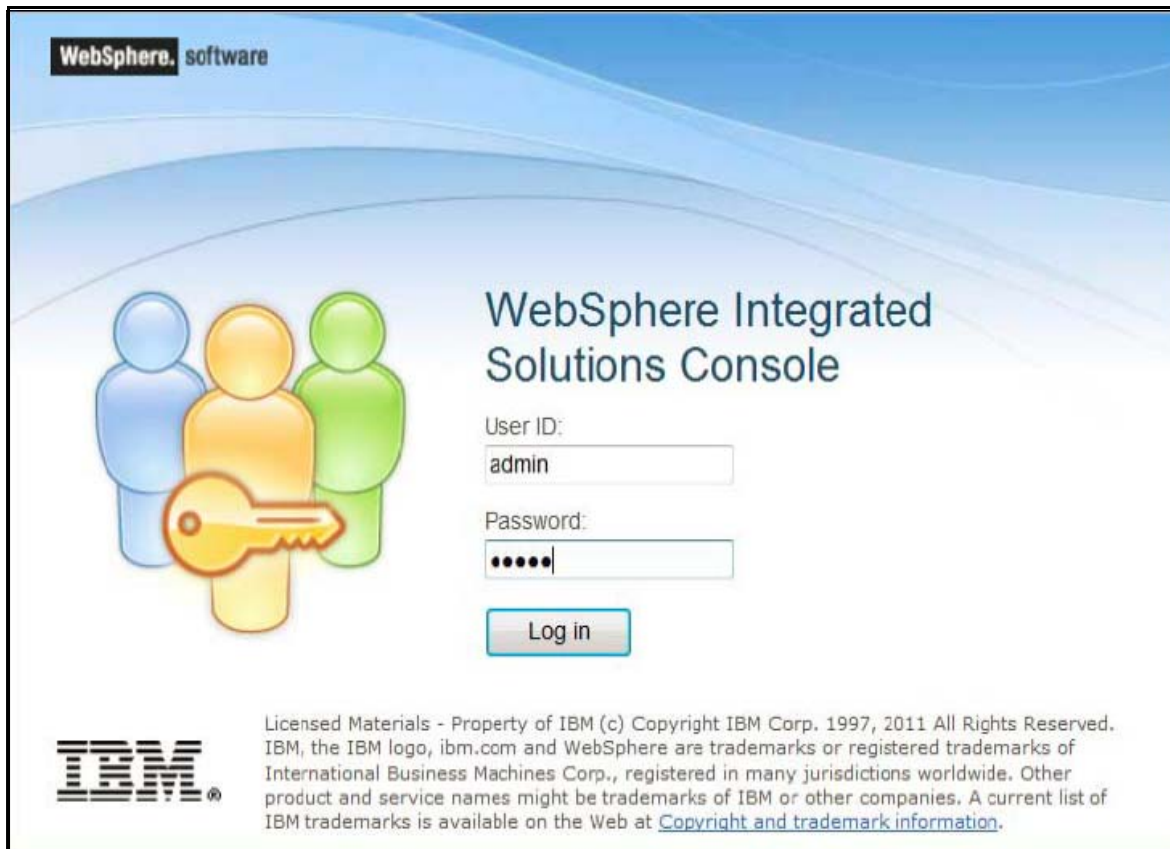 WebSphere. software
WebSphere Integrated
Solutions Console
User ID:
admin
Password:
•••••
Log in
Licensed Materials - Property of IBM (c) Copyright IBM Corp. 1997, 2011 All Rights Reserved.
IBM, the IBM logo, ibm.com and WebSphere are trademarks or registered trademarks of
International Business Machines Corp., registered in many jurisdictions worldwide. Other
product and service names might be trademarks of IBM or other companies. A current list of
IBM trademarks is available on the Web at Copyright and trademark information.
IBM®